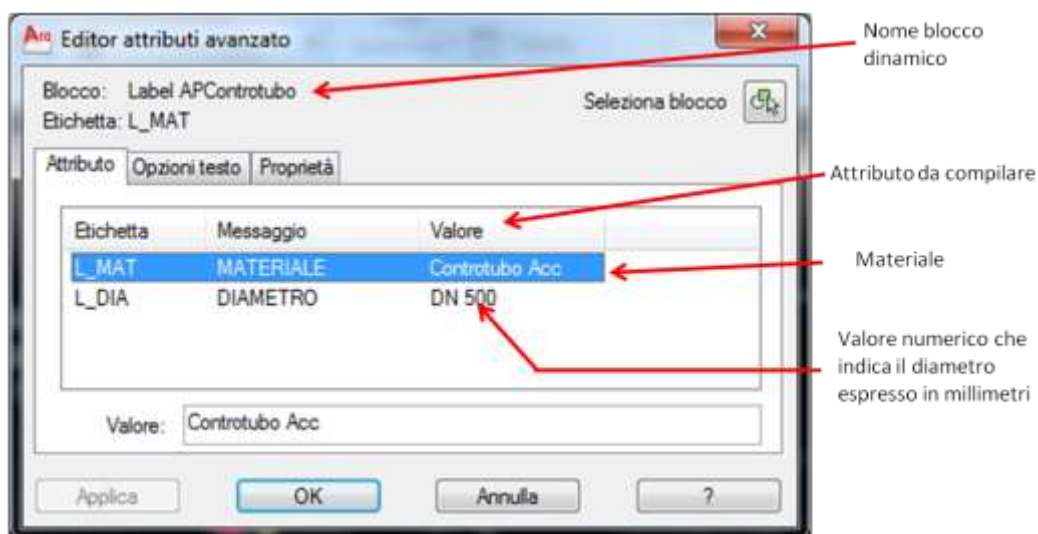 Editor attributi avanzato
Nome blocco
dinamico
Blocco: Label APControtubo
Seleziona blocco
Etichetta: L_MAT
Attributo Opzioni testo Proprietà
Attributo da compilare
Etichetta Messaggio Valore
L_MAT MATERIALE Controtubo Acc
Materiale
L_DIA DIAMETRO DN 500
Valore numerico che
indica il diametro
espresso in millimetri
Valore: Controtubo Acc
Applica OK Annulla ?